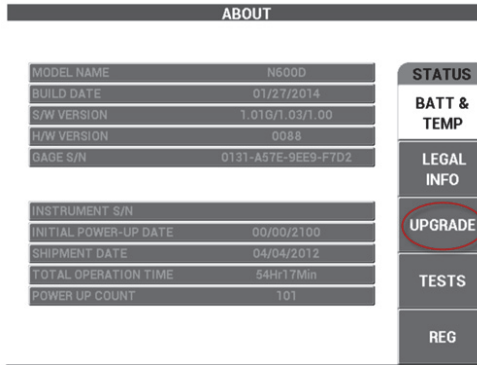 ABOUT
MODEL NAME N600D
BUILD DATE 01/27/2014
S/W VERSION 1.01G/1.03/1.00
H/W VERSION 0088
GAGE S/N 0131-A57E-9EE9-F7D2
INSTRUMENT S/N
INITIAL POWER-UP DATE 00/00/2100
SHIPMENT DATE 04/04/2012
TOTAL OPERATION TIME 54Hr17Min
POWER UP COUNT 101
STATUS
BATT &
TEMP
LEGAL
INFO
UPGRADE
TESTS
REG